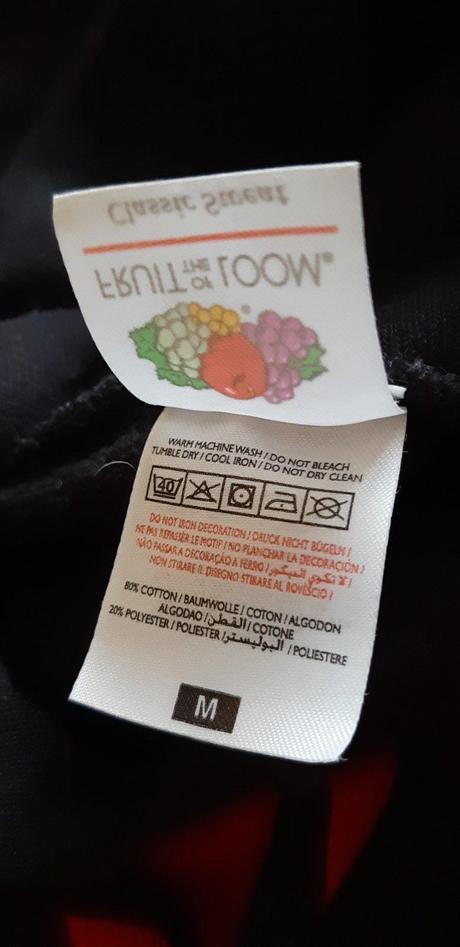 Classic Sweat
FRUIT OF THE LOOM®
WARM MACHINE WASH / DO NOT BLEACH
TUMBLE DRY / COOL IRON / DO NOT DRY CLEAN
40
DO NOT IRON DECORATION / DRUCK NICHT BÜGELN /
NE PAS REPASSER LE MOTIF / NO PLANCHAR LA DECORACIÓN /
NÃO PASSAR A DECORAÇÃO A FERRO / لا تكوي الديكور /
NON STIRARE IL DISEGNO STIRARE AL ROVESCIO /
80% COTTON / BAUMWOLLE / COTON / ALGODON
ALGODAO / القطن / COTONE
20% POLYESTER / POLIESTER / البوليستر / POLIESTERE
M